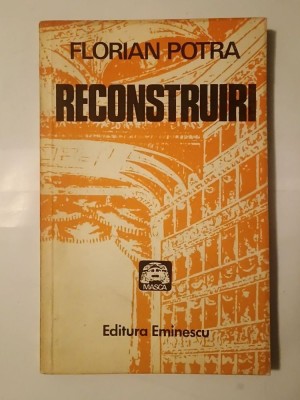 FLORIAN POTRA
RECONSTRUIRI
MASCA
Editura Eminescu